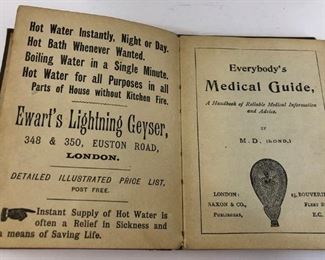 Hot Water Instantly, Night or Day.
Hot Bath Whenever Wanted.
Boiling Water in a Single Minute.
Hot Water for all Purposes in all
Parts of House without Kitchen Fire.
Ewart's Lightning Geyser,
348 & 350, EUSTON ROAD,
LONDON.
DETAILED ILLUSTRATED PRICE LIST,
POST FREE.
Instant Supply of Hot Water is
often a Relief in Sickness and
a means of Saving Life.
Everybody's
Medical Guide,
A Handbook of Reliable Medical Information
and Advice.
BY
M.D. (LOND.)
LONDON:
SAXON & CO.,
PUBLISHERS,
BOUVERIE
FLEET
E.C.